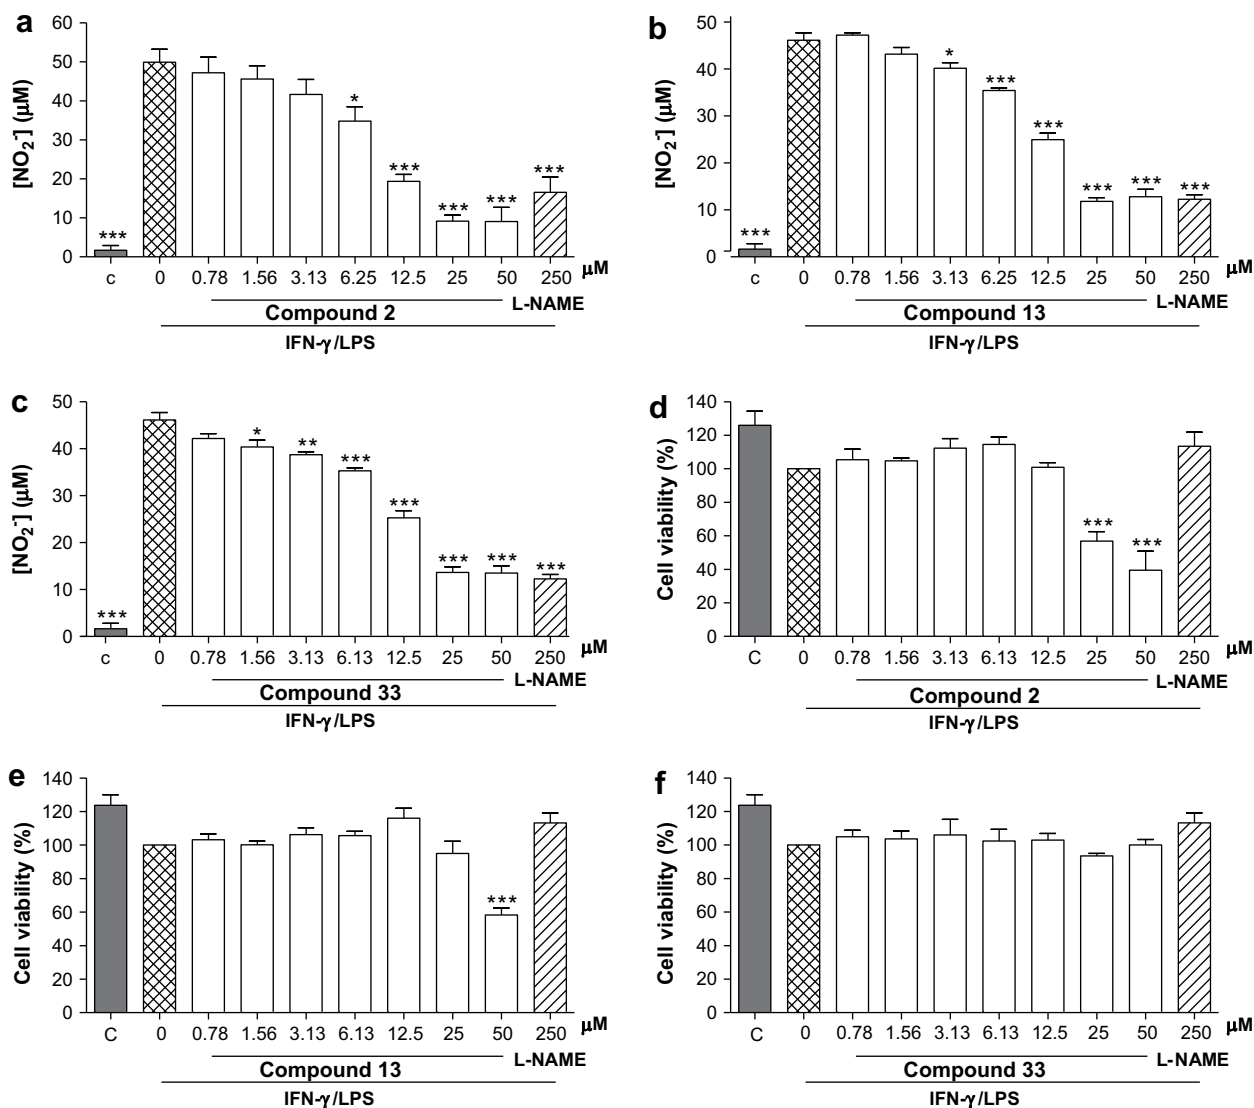 a
[NO2-] (μM)
60
50
40
30
20
10
0
*** *** *** *** *** *
c 0 0.78 1.56 3.13 6.25 12.5 25 50 250 μM
Compound 2 L-NAME
IFN-γ/LPS
b
[NO2-] (μM)
50
40
30
20
10
0
*** * *** *** *** *** ***
c 0 0.78 1.56 3.13 6.25 12.5 25 50 250 μM
Compound 13 L-NAME
IFN-γ/LPS
c
[NO2-] (μM)
50
40
30
20
10
0
*** * ** *** *** *** *** ***
c 0 0.78 1.56 3.13 6.13 12.5 25 50 250 μM
Compound 33 L-NAME
IFN-γ/LPS
d
Cell viability (%)
140
120
100
80
60
40
20
0
*** ***
C 0 0.78 1.56 3.13 6.13 12.5 25 50 250 μM
Compound 2 L-NAME
IFN-γ/LPS
e
Cell viability (%)
140
120
100
80
60
40
20
0
***
C 0 0.78 1.56 3.13 6.13 12.5 25 50 250 μM
Compound 13 L-NAME
IFN-γ/LPS
f
Cell viability (%)
140
120
100
80
60
40
20
0
C 0 0.78 1.56 3.13 6.13 12.5 25 50 250 μM
Compound 33 L-NAME
IFN-γ/LPS